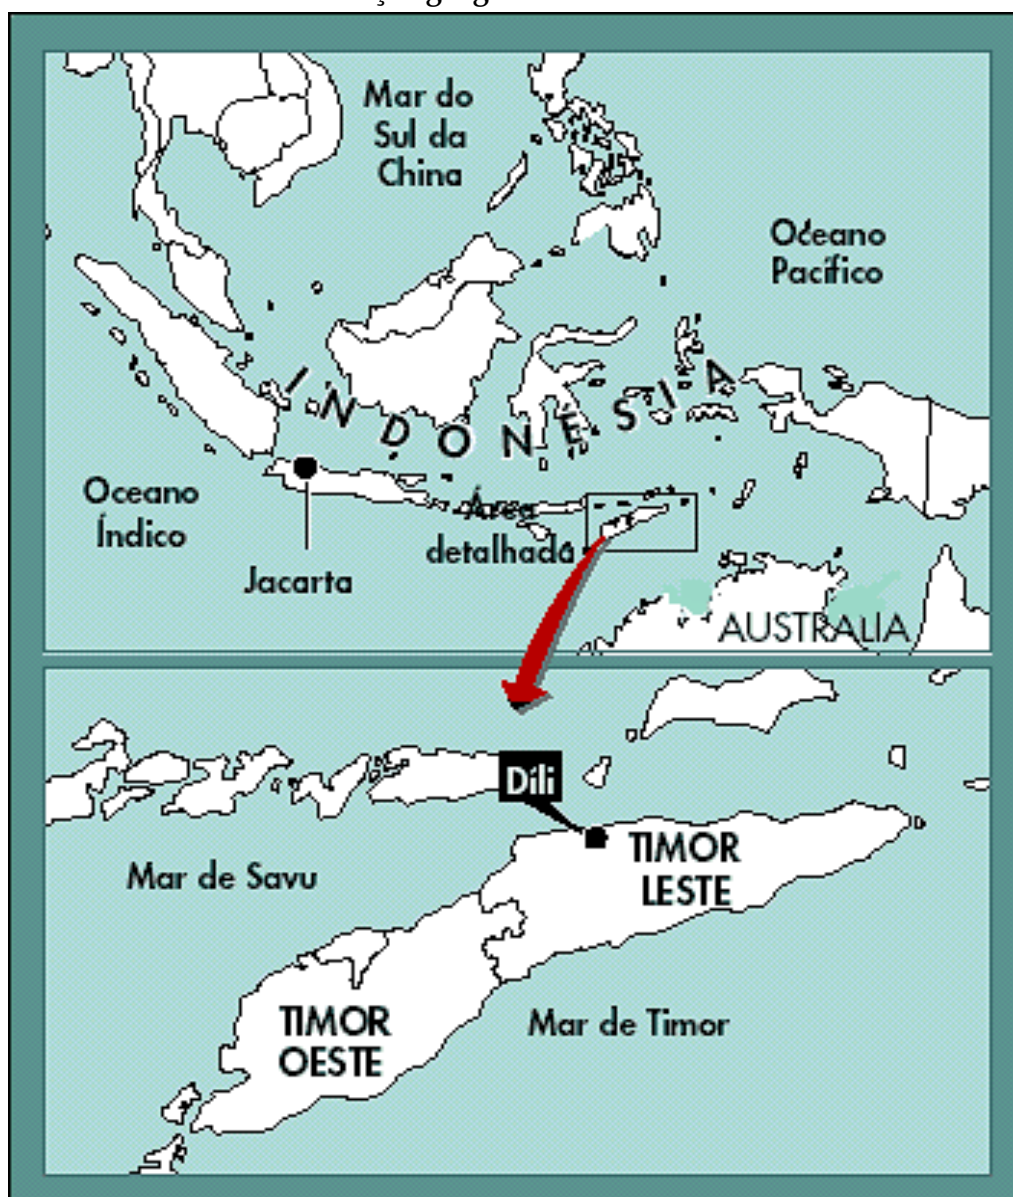 Mar do
Sul da
China
Oceano
Pacífico
INDONÉSIA
Oceano
Índico
Área
detalhada
Jacarta
AUSTRALIA
Díli
TIMOR
LESTE
Mar de Savu
TIMOR
OESTE
Mar de Timor